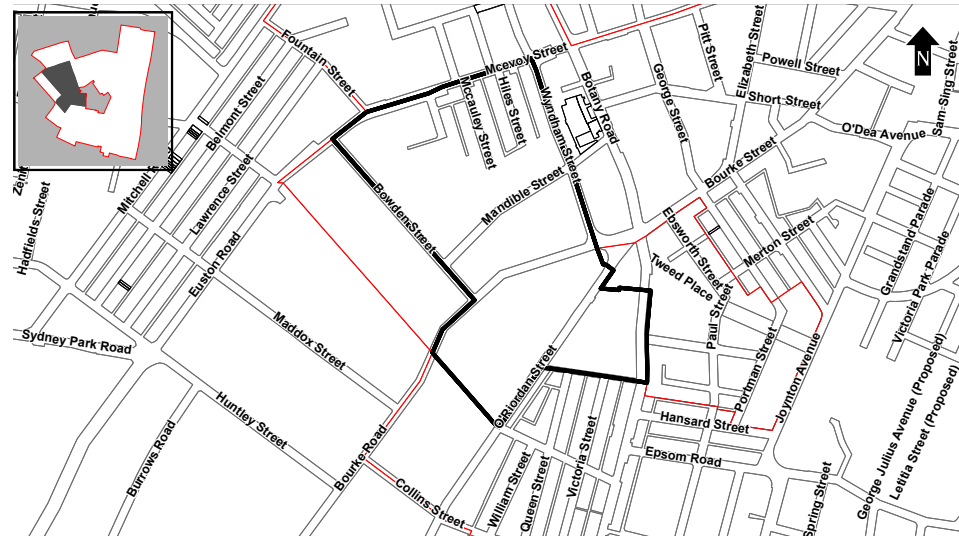 Fountain Street
Mcevoy Street
Pitt Street
Elizabeth Street
Powell Street
N
Sam Sing Street
Belmont Street
Mccauley Street
Hiles Street
Wyndham Street
Botany Road
George Street
Short Street
O'Dea Avenue
Bourke Street
Mitchell
Lawrence Street
Mandible Street
Hadfields Street
Euston Road
Bowden Street
Ebsworth Street
Merton Street
Grandstand Parade
Victoria Park Parade
Tweed Place
Paul Street
Sydney Park Road
Maddox Street
Riordan Street
Portman Street
Joynton Avenue
Huntley Street
Hansard Street
Epsom Road
Burrows Road
Bourke Road
Collins Street
William Street
Queen Street
Victoria Street
Spring Street
George Julius Avenue (Proposed)
Letitia Street (Proposed)